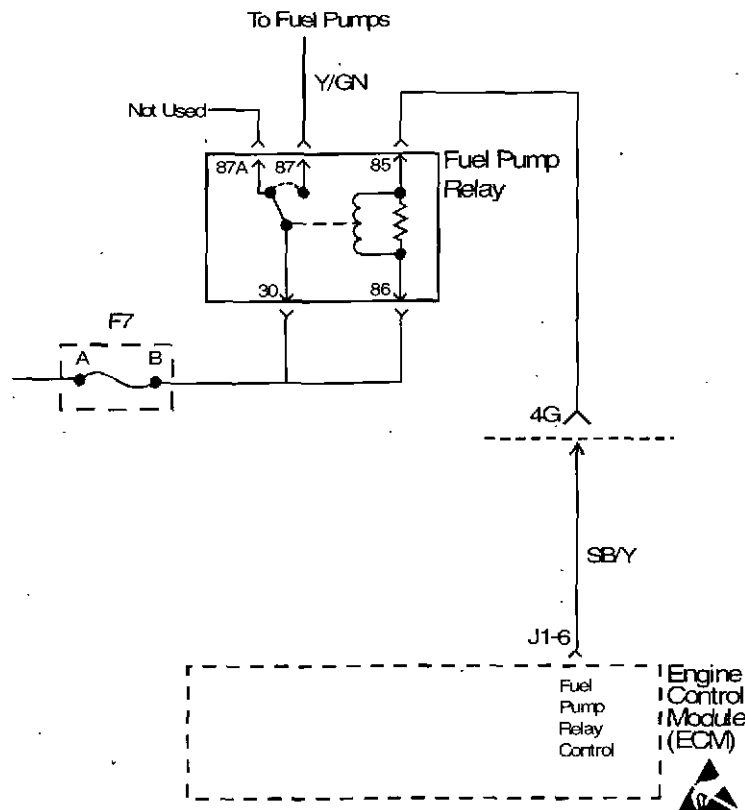 To Fuel Pumps
Y/GN
Not Used
87A
87
85
Fuel Pump
Relay
30
86
F7
A
B
4G
SB/Y
J1-6
Fuel
Pump
Relay
Control
Engine
Control
Module
(ECM)